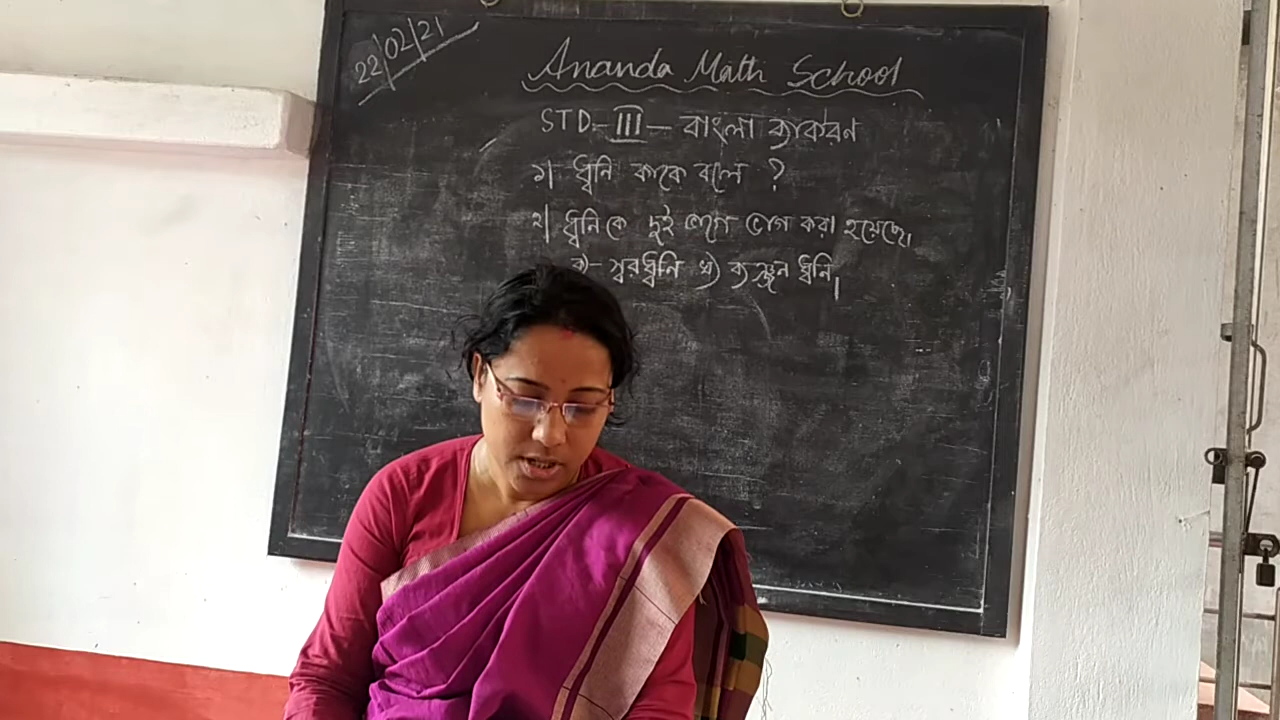 22/02/21
Ananda Math School
STD-III - বাংলা ব্যাকরণ
১| ধ্বনি কাকে বলে ?
২| ধ্বনি কে দুই ভাগে ভাগ করা হয়েছে।
ক) - স্বরধ্বনি খ) ব্যঞ্জন ধ্বনি।